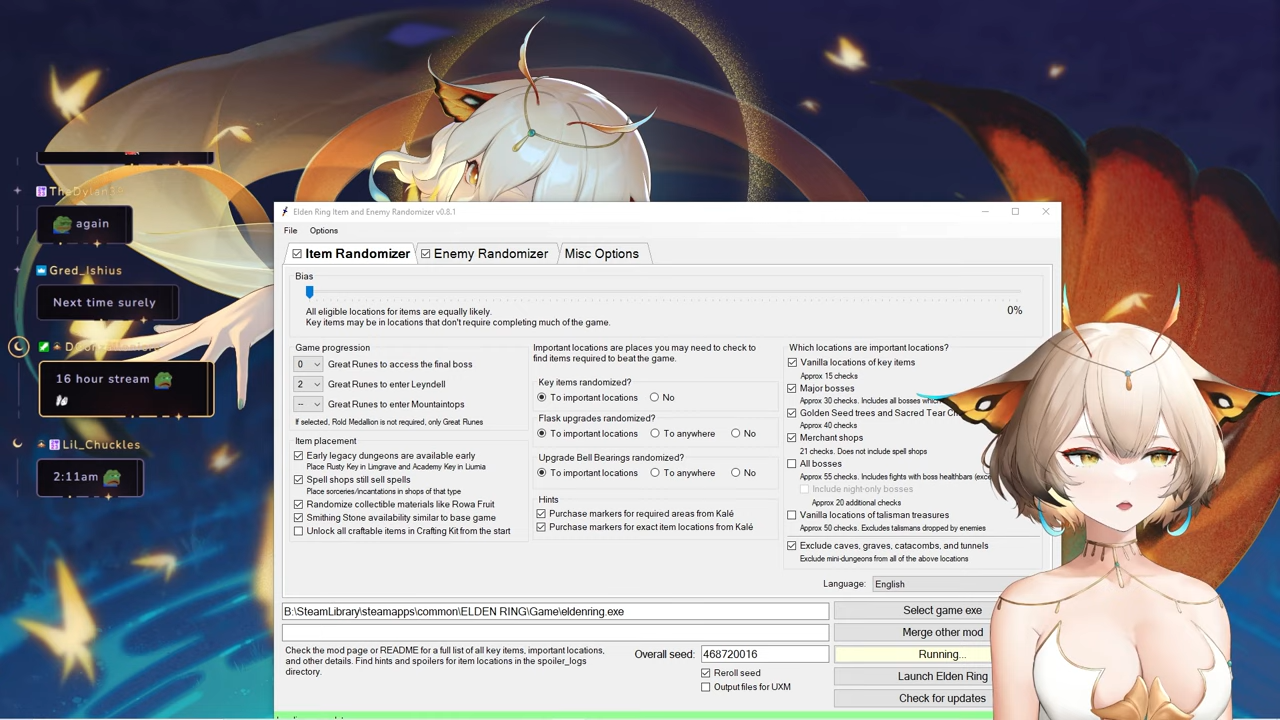 TheDylan
again
Gred_Ishius
Next time surely
16 hour stream
Lil_Chuckles
2:11am
Elden Ring Item and Enemy Randomizer v0.8.1
File Options
Item Randomizer Enemy Randomizer Misc Options
Bias
All eligible locations for items are equally likely.
Key items may be in locations that don't require completing much of the game.
0%
Game progression
0 Great Runes to access the final boss
2 Great Runes to enter Leyndell
-- Great Runes to enter Mountaintops
If selected, Rold Medallion is not required, only Great Runes
Item placement
Early legacy dungeons are available early
Place Rusty Key in Limgrave and Academy Key in Liurnia
Spell shops still sell spells
Place sorceries/incantations in shops of that type
Randomize collectible materials like Rowa Fruit
Smithing Stone availability similar to base game
Unlock all craftable items in Crafting Kit from the start
Important locations are places you may need to check to
find items required to beat the game.
Key items randomized?
To important locations No
Flask upgrades randomized?
To important locations To anywhere No
Upgrade Bell Bearings randomized?
To important locations To anywhere No
Hints
Purchase markers for required areas from Kalé
Purchase markers for exact item locations from Kalé
Which locations are important locations?
Vanilla locations of key items
Approx 15 checks
Major bosses
Approx 30 checks. Includes all bosses
Golden Seed trees and Sacred Tear
Approx 40 checks
Merchant shops
21 checks. Does not include spell shops
All bosses
Approx 55 checks. Includes fights with boss healthbars
Include night-only bosses
Approx 20 additional checks
Vanilla locations of talisman treasures
Approx 50 checks. Excludes talismans dropped by enemies
Exclude caves, graves, catacombs, and tunnels
Exclude mini-dungeons from all of the above locations
Language: English
B:\SteamLibrary\steamapps\common\ELDEN RING\Game\eldenring.exe
Select game exe
Merge other mod
Check the mod page or README for a full list of all key items, important locations,
and other details. Find hints and spoilers for item locations in the spoiler_logs
directory.
Overall seed: 468720016
Running...
Reroll seed
Output files for UXM
Launch Elden Ring
Check for updates